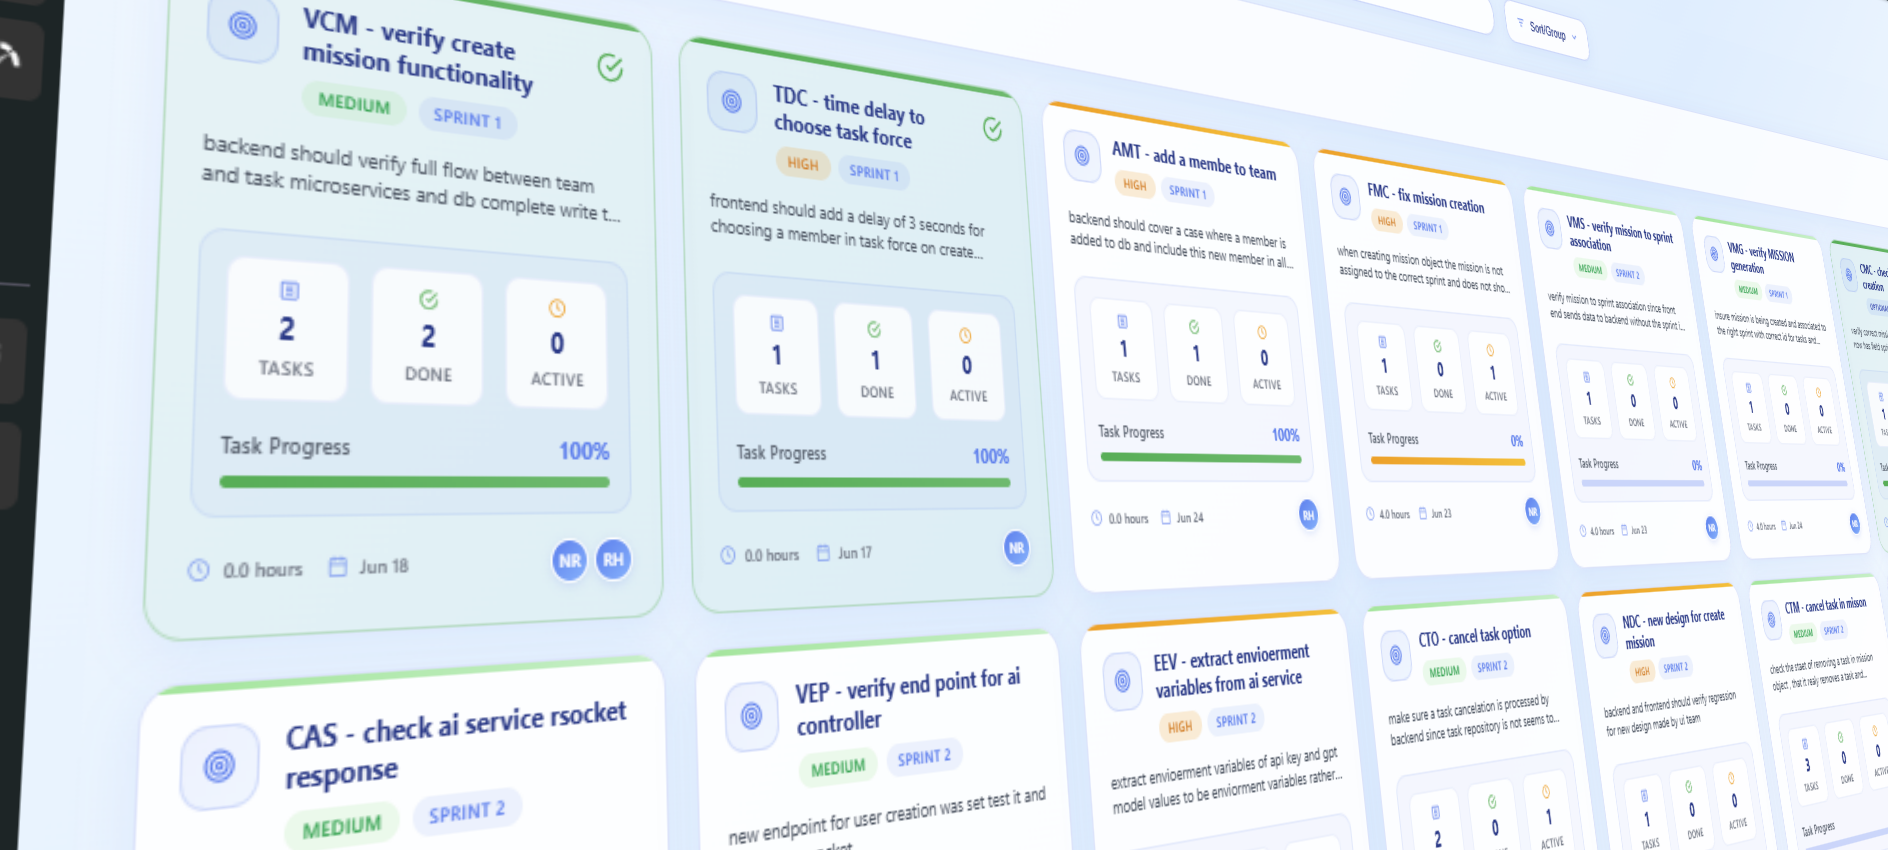 Sort/Group
VCM - verify create
mission functionality
MEDIUM
SPRINT 1
backend should verify full flow between team
and task microservices and db complete write t...
2
TASKS
2
DONE
0
ACTIVE
Task Progress
100%
0.0 hours
Jun 18
NR
RH
TDC - time delay to
choose task force
HIGH
SPRINT 1
frontend should add a delay of 3 seconds for
choosing a member in task force on create...
1
TASKS
1
DONE
0
ACTIVE
Task Progress
100%
0.0 hours
Jun 17
NR
AMT - add a membe to team
HIGH
SPRINT 1
backend should cover a case where a member is
added to db and include this new member in all...
1
TASKS
1
DONE
0
ACTIVE
Task Progress
100%
0.0 hours
Jun 24
RH
FMC - fix mission creation
HIGH
SPRINT 1
when creating mission object the mission is not
assigned to the correct sprint and does not sho...
1
TASKS
0
DONE
1
ACTIVE
Task Progress
0%
4.0 hours
Jun 23
NR
VMS - verify mission to sprint
association
MEDIUM
SPRINT 2
verify mission to sprint association since front
end sends data to backend without the sprint i...
1
TASKS
0
DONE
0
ACTIVE
Task Progress
0%
4.0 hours
Jun 23
NR
VMG - verify MISSION
generation
MEDIUM
SPRINT 1
insure mission is being created and associated to
the right sprint with correct id for tasks and...
1
TASKS
0
DONE
0
ACTIVE
Task Progress
0%
4.0 hours
Jun 24
NR
CMC - chec
creation
OPTIONA
verify correct
now has field
1
CAS - check ai service rsocket
response
MEDIUM
SPRINT 2
VEP - verify end point for ai
controller
MEDIUM
SPRINT 2
new endpoint for user creation was set test it and
EEV - extract envioerment
variables from ai service
HIGH
SPRINT 2
extract envioerment variables of api key and gpt
model values to be enviorment variables rather...
CTO - cancel task option
MEDIUM
SPRINT 2
make sure a task cancelation is processed by
backend since task repository is not seems to...
2
0
DONE
1
ACTIVE
NDC - new design for create
mission
HIGH
SPRINT 2
backend and frontend should verify regression
for new design made by ui team
1
TASKS
0
DONE
0
ACTIVE
CTM - cancel task in misson
MEDIUM
SPRINT 2
check the staet of removing a task in mission
object , that it realy removes a task and...
3
TASKS
0
DONE
0
ACTIVE
Task Progress